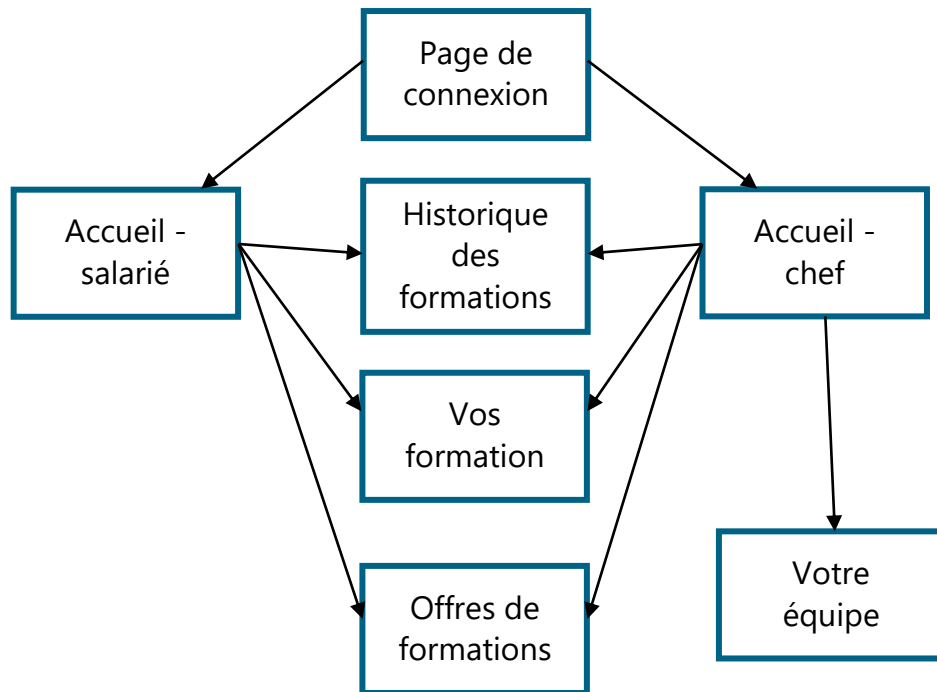 Page de
connexion
Accueil -
salarié
Historique
des
formations
Accueil -
chef
Vos
formation
Offres de
formations
Votre
équipe